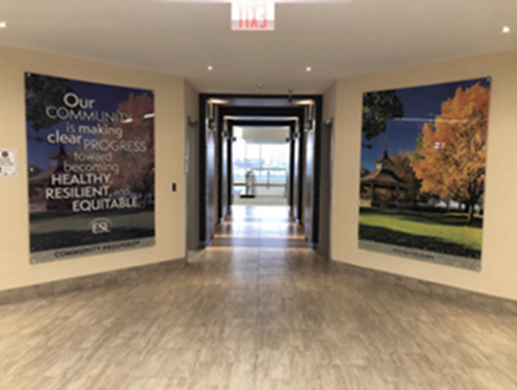 EXIT
Our
COMMUNITY
is making
clear PROGRESS
toward
becoming
HEALTHY,
RESILIENT, and
EQUITABLE.
ESL
COMMUNITY PROSPERITY